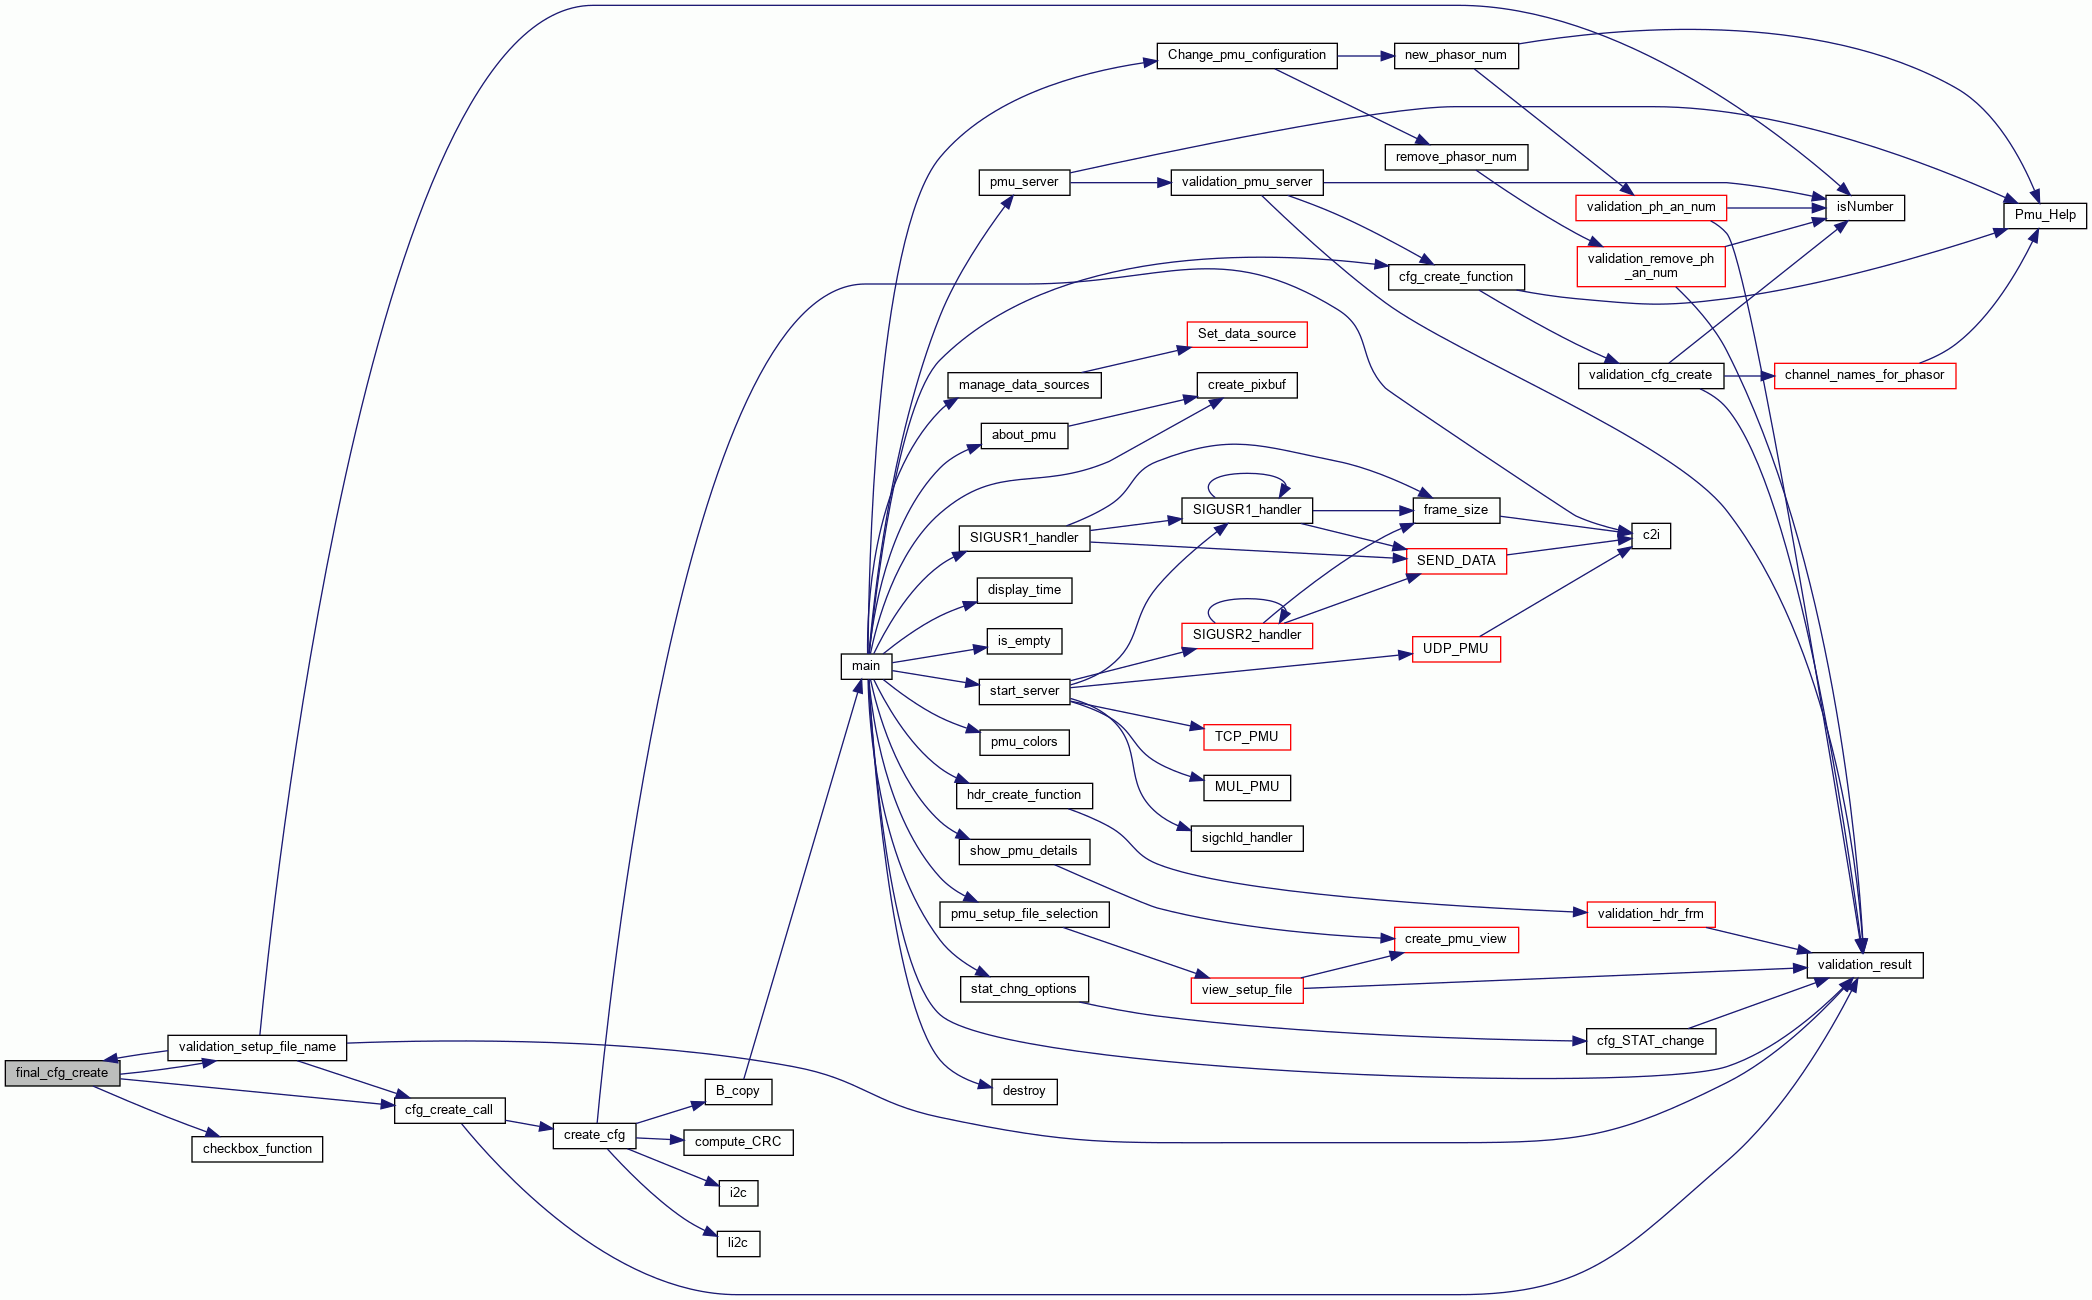 Change_pmu_configuration
new_phasor_num
remove_phasor_num
pmu_server
validation_pmu_server
validation_ph_an_num
isNumber
Pmu_Help
validation_remove_ph
_an_num
cfg_create_function
Set_data_source
manage_data_sources
create_pixbuf
validation_cfg_create
channel_names_for_phasor
about_pmu
SIGUSR1_handler
frame_size
SIGUSR1_handler
c2i
SEND_DATA
display_time
is_empty
SIGUSR2_handler
UDP_PMU
main
start_server
pmu_colors
TCP_PMU
MUL_PMU
hdr_create_function
sigchld_handler
show_pmu_details
pmu_setup_file_selection
validation_hdr_frm
create_pmu_view
validation_result
stat_chng_options
view_setup_file
cfg_STAT_change
validation_setup_file_name
final_cfg_create
destroy
B_copy
cfg_create_call
create_cfg
compute_CRC
checkbox_function
i2c
li2c